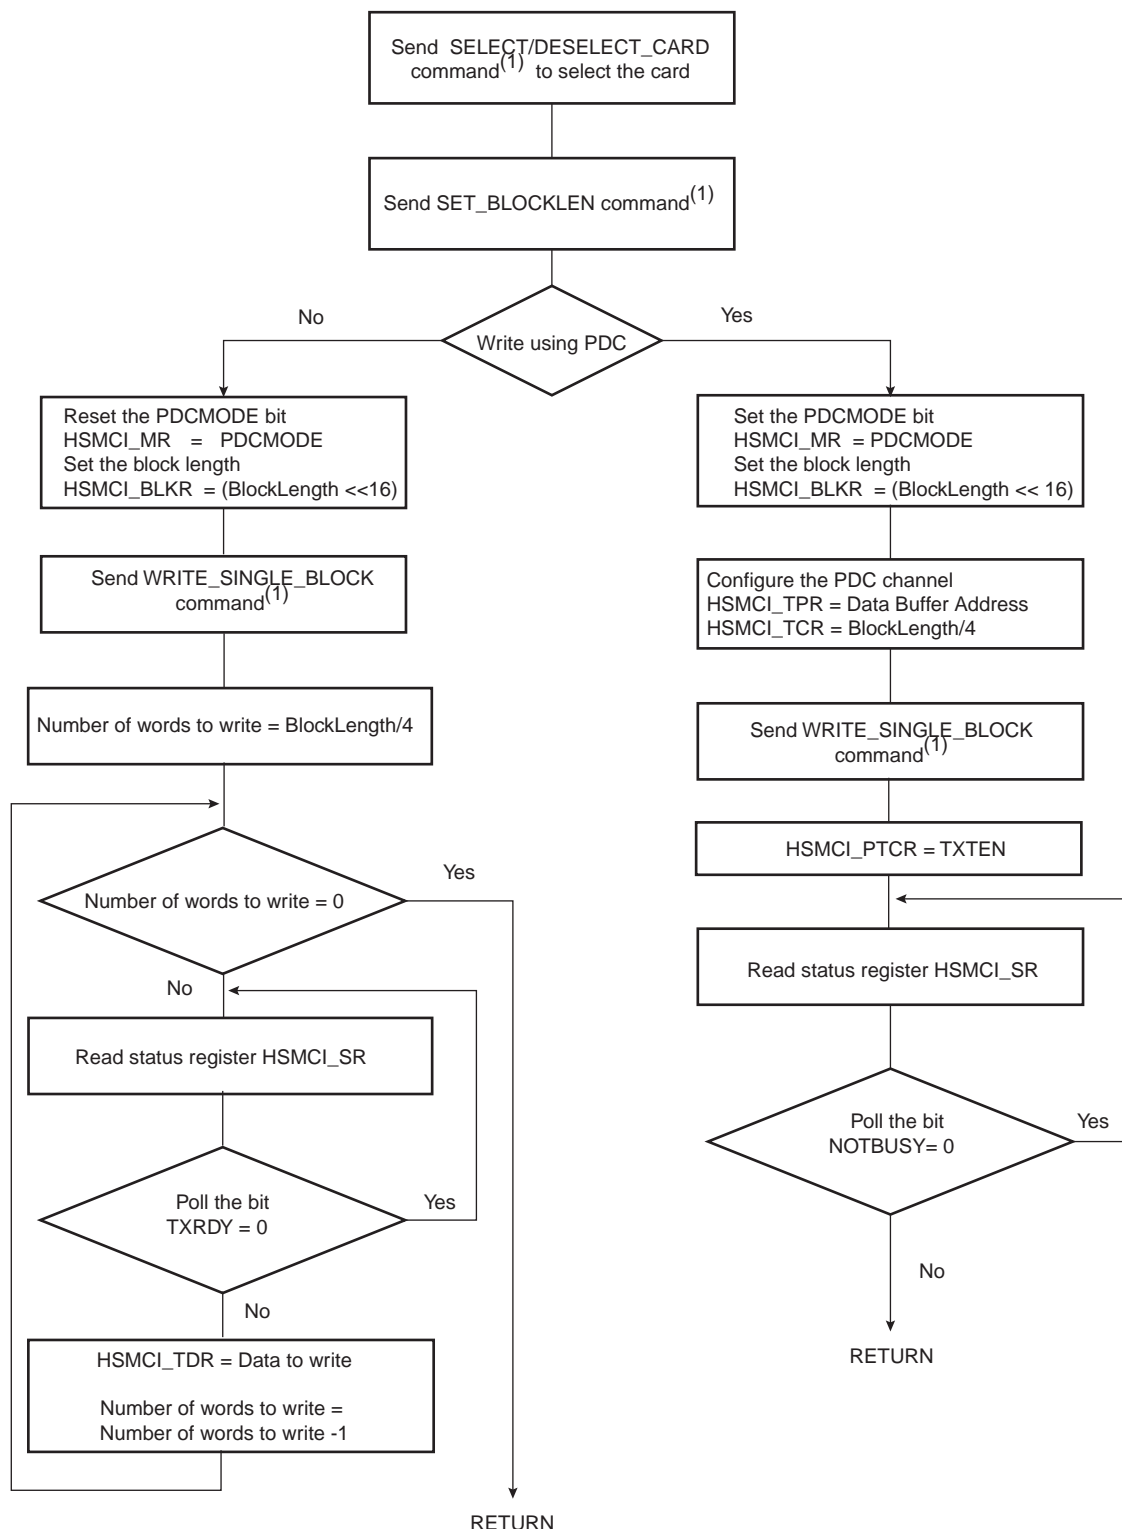 Send SELECT/DESELECT_CARD
command(1) to select the card
Send SET_BLOCKLEN command(1)
No
Yes
Write using PDC
Reset the PDCMODE bit
HSMCI_MR = PDCMODE
Set the block length
HSMCI_BLKR = (BlockLength <<16)
Send WRITE_SINGLE_BLOCK
command(1)
Number of words to write = BlockLength/4
Number of words to write = 0
Yes
No
Read status register HSMCI_SR
Poll the bit
TXRDY = 0
Yes
No
HSMCI_TDR = Data to write
Number of words to write =
Number of words to write -1
RETURN
Set the PDCMODE bit
HSMCI_MR = PDCMODE
Set the block length
HSMCI_BLKR = (BlockLength << 16)
Configure the PDC channel
HSMCI_TPR = Data Buffer Address
HSMCI_TCR = BlockLength/4
Send WRITE_SINGLE_BLOCK
command(1)
HSMCI_PTCR = TXTEN
Read status register HSMCI_SR
Poll the bit
NOTBUSY= 0
Yes
No
RETURN